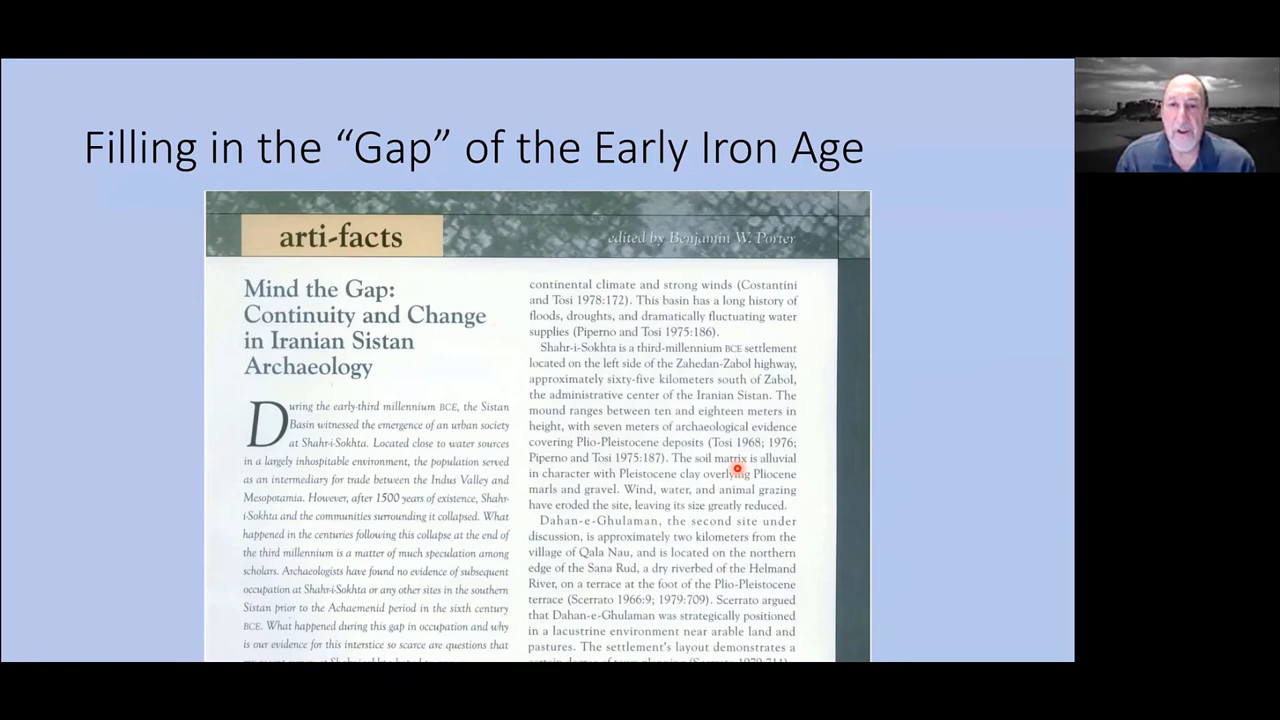 Filling in the “Gap” of the Early Iron Age
arti-facts
edited by Benjamin W. Porter
Mind the Gap:
Continuity and Change
in Iranian Sistan
Archaeology
During the early-third millennium BCE, the Sistan
Basin witnessed the emergence of an urban society
at Shahr-i-Sokhta. Located close to water sources
in a largely inhospitable environment, the population served
as an intermediary for trade between the Indus Valley and
Mesopotamia. However, after 1500 years of existence, Shahr-
i-Sokhta and the communities surrounding it collapsed. What
happened in the centuries following this collapse at the end of
the third millennium is a matter of much speculation among
scholars. Archaeologists have found no evidence of subsequent
occupation at Shahr-i-Sokhta or any other sites in the southern
Sistan prior to the Achaemenid period in the sixth century
BCE. What happened during this gap in occupation and why
is our evidence for this interstice so scarce are questions that
continental climate and strong winds (Costantini
and Tosi 1978:172). This basin has a long history of
floods, droughts, and dramatically fluctuating water
supplies (Piperno and Tosi 1975:186).
Shahr-i-Sokhta is a third-millennium BCE settlement
located on the left side of the Zahedan-Zabol highway,
approximately sixty-five kilometers south of Zabol,
the administrative center of the Iranian Sistan. The
mound ranges between ten and eighteen meters in
height, with seven meters of archaeological evidence
covering Plio-Pleistocene deposits (Tosi 1968; 1976;
Piperno and Tosi 1975:187). The soil matrix is alluvial
in character with Pleistocene clay overlying Pliocene
marls and gravel. Wind, water, and animal grazing
have eroded the site, leaving its size greatly reduced.
Dahan-e-Ghulaman, the second site under
discussion, is approximately two kilometers from the
village of Qala Nau, and is located on the northern
edge of the Sana Rud, a dry riverbed of the Helmand
River, on a terrace at the foot of the Plio-Pleistocene
terrace (Scerrato 1966:9; 1979:709). Scerrato argued
that Dahan-e-Ghulaman was strategically positioned
in a lacustrine environment near arable land and
pastures. The settlement's layout demonstrates a